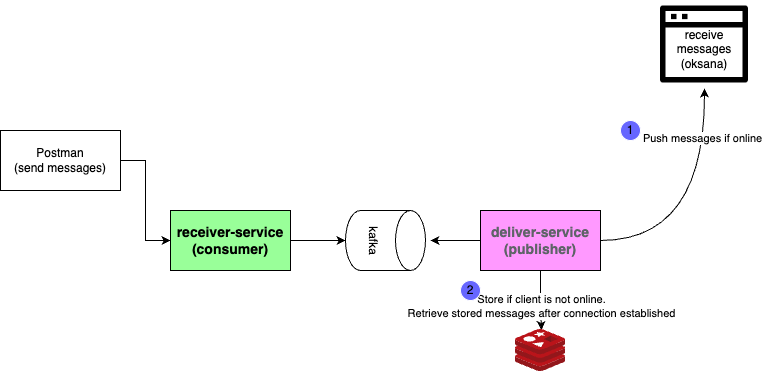 receive
messages
(oksana)
1
Push messages if online
Postman
(send messages)
receiver-service
(consumer)
kafka
deliver-service
(publisher)
2
Store if client is not online.
Retrieve stored messages after connection established